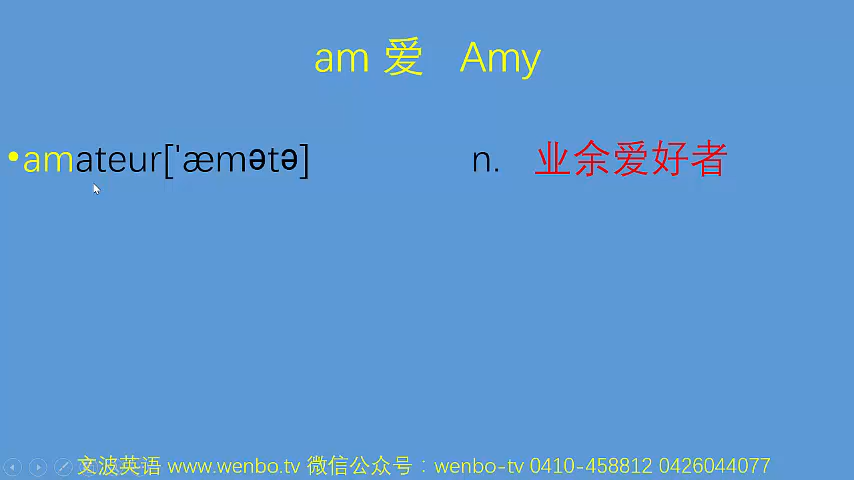 am 爱 Amy
•amateur['æmətə] n. 业余爱好者
文波英语 www.wenbo.tv 微信公众号：wenbo-tv 0410-458812 0426044077